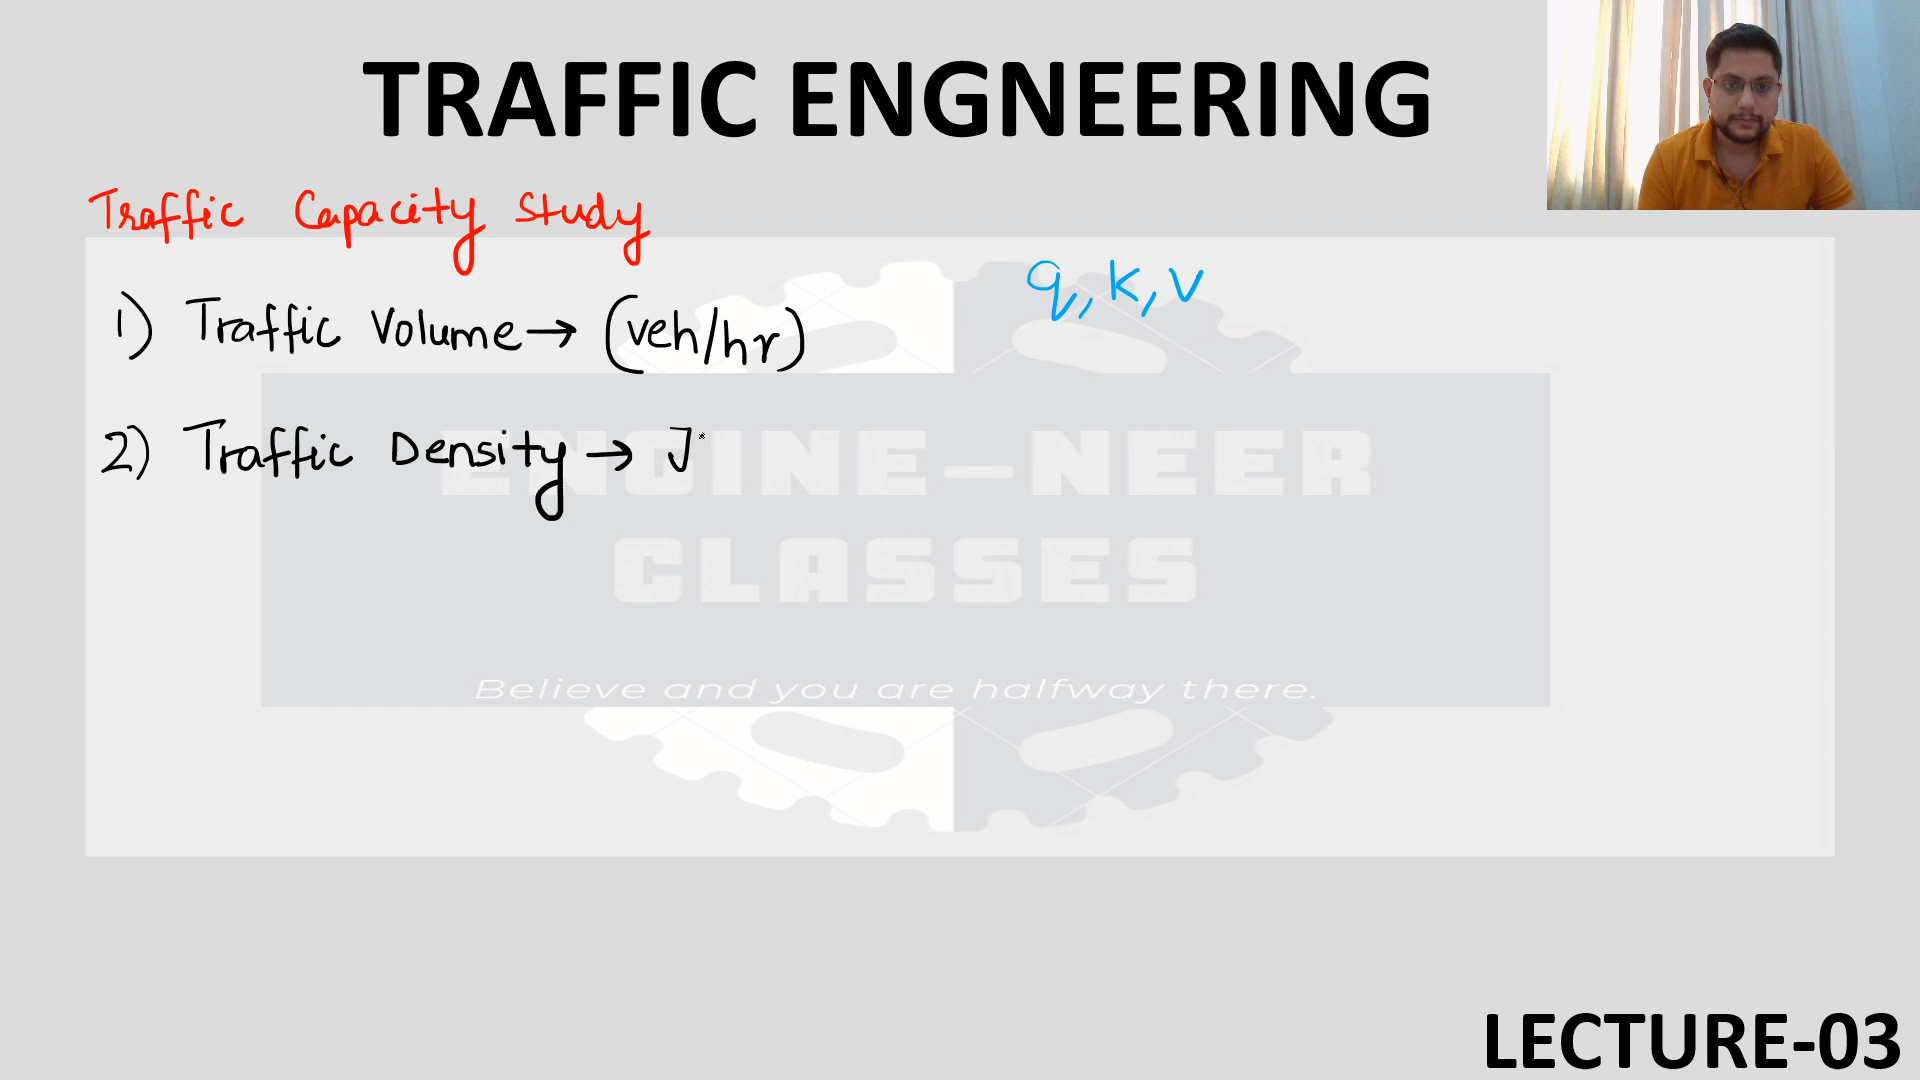 TRAFFIC ENGNEERING
Traffic Capacity Study
q, k, v
1) Traffic Volume → (veh/hr)
2) Traffic Density → J
ENGINE-NEER
CLASSES
Believe and you are halfway there.
LECTURE-03